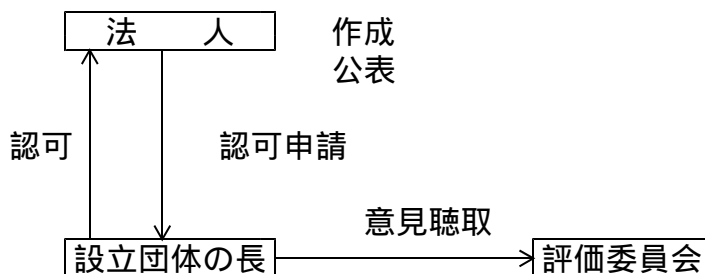 法　　人
作成
公表
認可
認可申請
意見聴取
設立団体の長
評価委員会